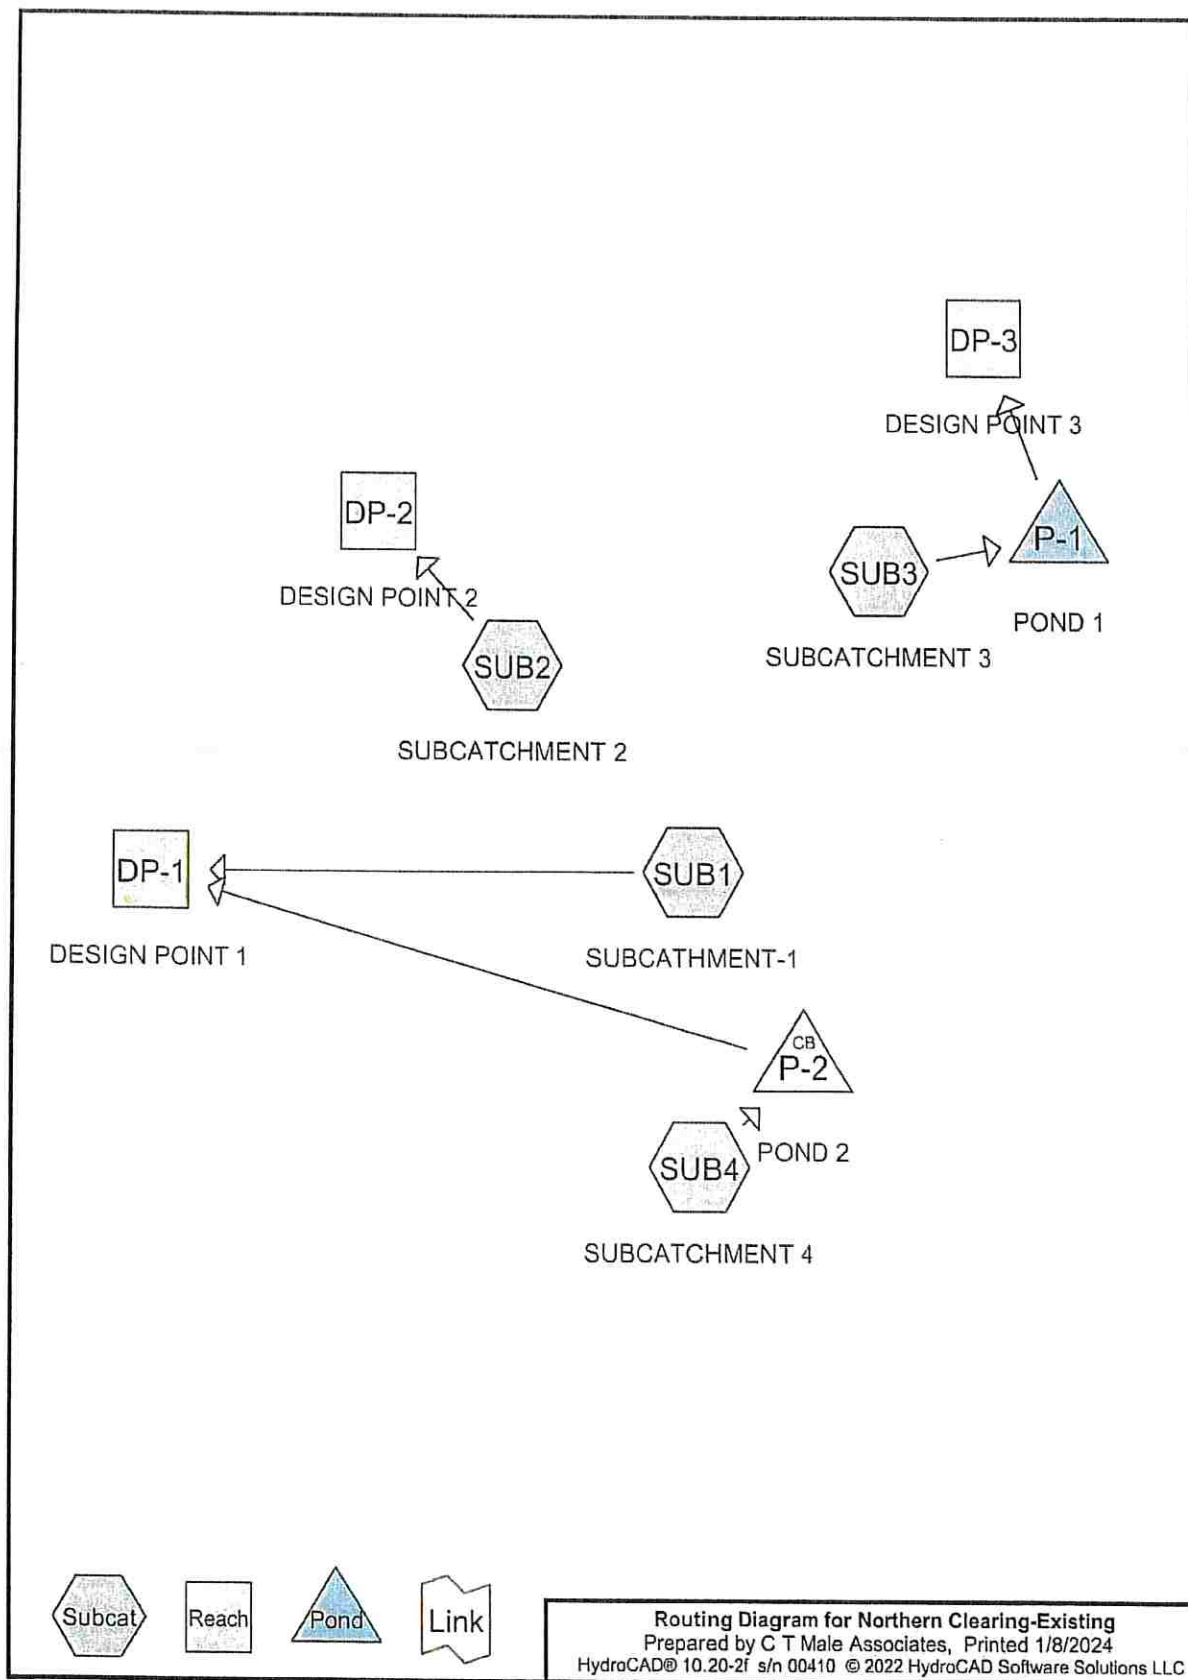 DP-3
DESIGN POINT 3
DP-2
DESIGN POINT 2
P-1
POND 1
SUB3
SUBCATCHMENT 3
SUB2
SUBCATCHMENT 2
DP-1
DESIGN POINT 1
SUB1
SUBCATHMENT-1
CB
P-2
POND 2
SUB4
SUBCATCHMENT 4
Subcat
Reach
Pond
Link
Routing Diagram for Northern Clearing-Existing
Prepared by C T Male Associates, Printed 1/8/2024
HydroCAD® 10.20-2f s/n 00410 © 2022 HydroCAD Software Solutions LLC